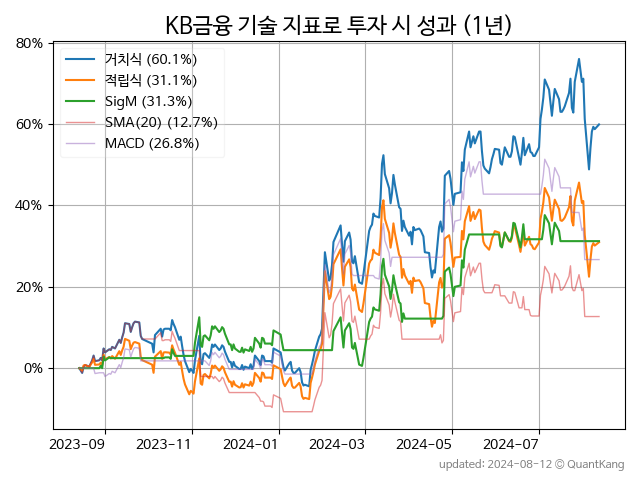 KB금융 기술 지표로 투자 시 성과 (1년)
80%
60%
40%
20%
0%
거치식 (60.1%)
적립식 (31.1%)
SigM (31.3%)
SMA(20) (12.7%)
MACD (26.8%)
2023-09 2023-11 2024-01 2024-03 2024-05 2024-07
updated: 2024-08-12 © QuantKang